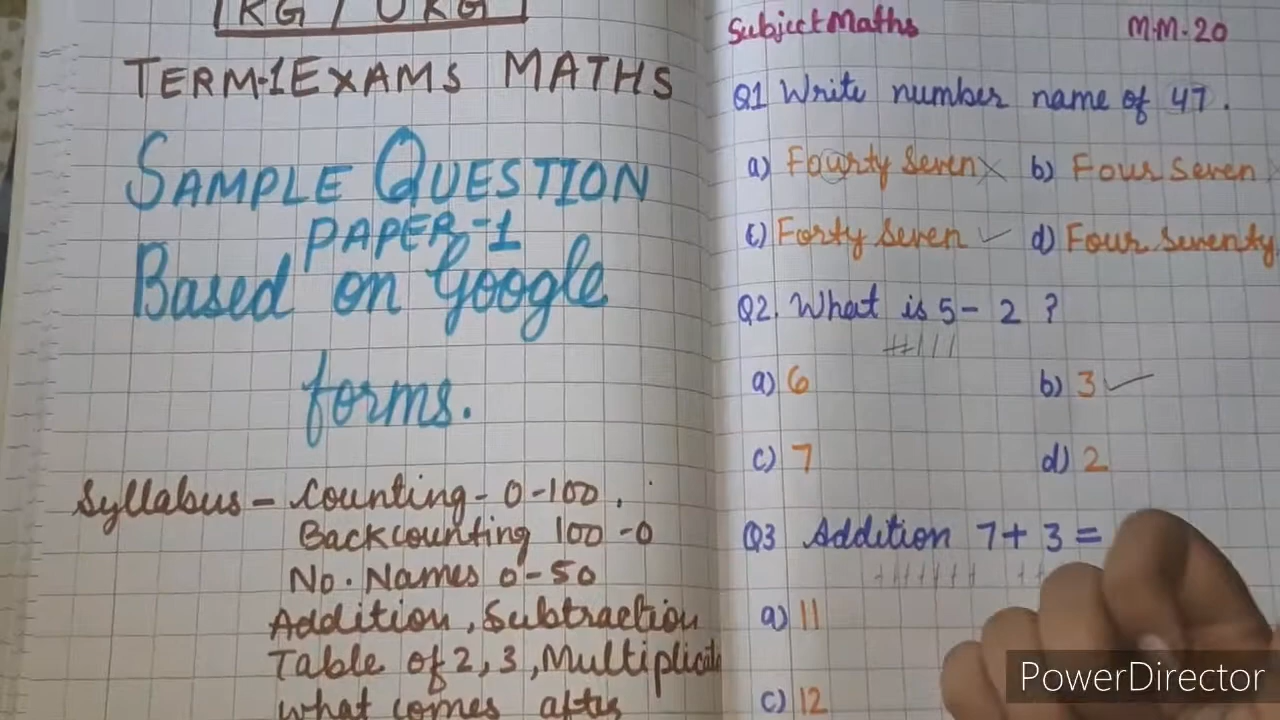 KG / UKG
TERM-1 EXAMS MATHS
SAMPLE QUESTION
PAPER-1
Based on Google
forms.
Syllabus - Counting - 0-100.
Backcounting 100-0
No. Names 0-50
Addition, Subtraction
Table of 2, 3, Multiplicati
What comes after
Subject Maths M.M.20
Q1 Write number name of 47.
a) Fourty Seven x b) Four Seven
c) Forty Seven ✓ d) Four Seventy
Q2. What is 5 - 2 ?
a) 6 b) 3 ✓
c) 7 d) 2
Q3 Addition 7 + 3 =
a) 11
c) 12
PowerDirector